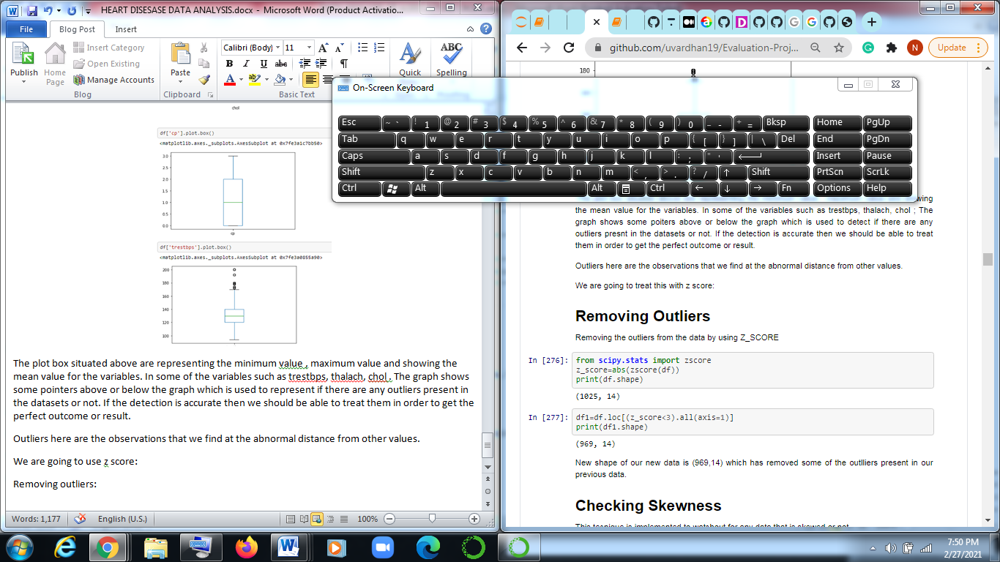 HEART DISESASE DATA ANALYSIS.docx - Microsoft Word (Product Activatio...
File
Blog Post
Insert
Publish
Home Page
Insert Category
Open Existing
Manage Accounts
Blog
Paste
Clipboard
Calibri (Body)
11
B I U abc
Basic Text
Quick
ABC
Spelling
chol
df['cp'].plot.box()
<matplotlib.axes._subplots.AxesSubplot at 0x7fe3a1c7bb50>
3.0
2.5
2.0
1.5
1.0
0.5
0.0
cp
df['trestbps'].plot.box()
<matplotlib.axes._subplots.AxesSubplot at 0x7fe3a0855a90>
200
180
160
140
120
100
The plot box situated above are representing the minimum value , maximum value and showing the
mean value for the variables. In some of the variables such as trestbps, thalach, chol . The graph shows
some pointers above or below the graph which is used to represent if there are any outliers present in
the datasets or not. If the detection is accurate then we should be able to treat them in order to get the
perfect outcome or result.
Outliers here are the observations that we find at the abnormal distance from other values.
We are going to use z score:
Removing outliers:
Words: 1,177
English (U.S.)
100%
github.com/uvardhan19/Evaluation-Proj...
N
Update
180
On-Screen Keyboard
Esc ~ ` ! 1 @ 2 # 3 $ 4 % 5 ^ 6 & 7 * 8 ( 9 ) 0 _ - + = Bksp Home PgUp
Tab q w e r t y u i o p { [ } ] | \ Del End PgDn
Caps a s d f g h j k l : ; " ' Insert Pause
Shift z x c v b n m < , > . ? / ↑ Shift PrtScn ScrLk
Ctrl Alt Alt Ctrl ← ↓ → Fn Options Help
the mean value for the variables. In some of the variables such as trestbps, thalach, chol ; The
graph shows some poiters above or below the graph which is used to detect if there are any
outliers presnt in the datasets or not. If the detection is accurate then we should be able to treat
them in order to get the perfect outcome or result.
Outliers here are the observations that we find at the abnormal distance from other values.
We are going to treat this with z score:
Removing Outliers
Removing the outliers from the data by using Z_SCORE
In [276]: from scipy.stats import zscore
z_score=abs(zscore(df))
print(df.shape)
(1025, 14)
In [277]: df1=df.loc[(z_score<3).all(axis=1)]
print(df1.shape)
(969, 14)
New shape of our new data is (969,14) which has removed some of the outlliers present in our
previous data.
Checking Skewness
7:50 PM
2/27/2021